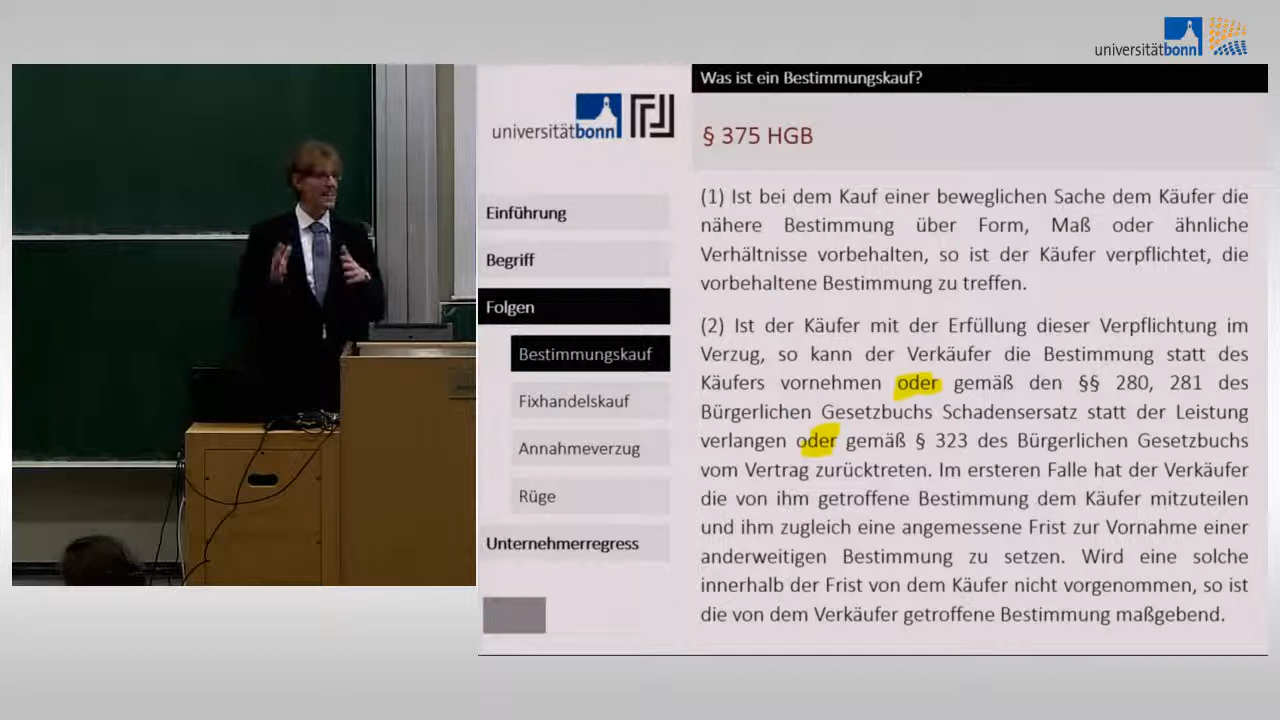 universitätbonn
Was ist ein Bestimmungskauf?
universitätbonn
§ 375 HGB
Einführung
Begriff
Folgen
Bestimmungskauf
Fixhandelskauf
Annahmeverzug
Rüge
Unternehmerregress
(1) Ist bei dem Kauf einer beweglichen Sache dem Käufer die
nähere Bestimmung über Form, Maß oder ähnliche
Verhältnisse vorbehalten, so ist der Käufer verpflichtet, die
vorbehaltene Bestimmung zu treffen.
(2) Ist der Käufer mit der Erfüllung dieser Verpflichtung im
Verzug, so kann der Verkäufer die Bestimmung statt des
Käufers vornehmen oder gemäß den §§ 280, 281 des
Bürgerlichen Gesetzbuchs Schadensersatz statt der Leistung
verlangen oder gemäß § 323 des Bürgerlichen Gesetzbuchs
vom Vertrag zurücktreten. Im ersteren Falle hat der Verkäufer
die von ihm getroffene Bestimmung dem Käufer mitzuteilen
und ihm zugleich eine angemessene Frist zur Vornahme einer
anderweitigen Bestimmung zu setzen. Wird eine solche
innerhalb der Frist von dem Käufer nicht vorgenommen, so ist
die von dem Verkäufer getroffene Bestimmung maßgebend.